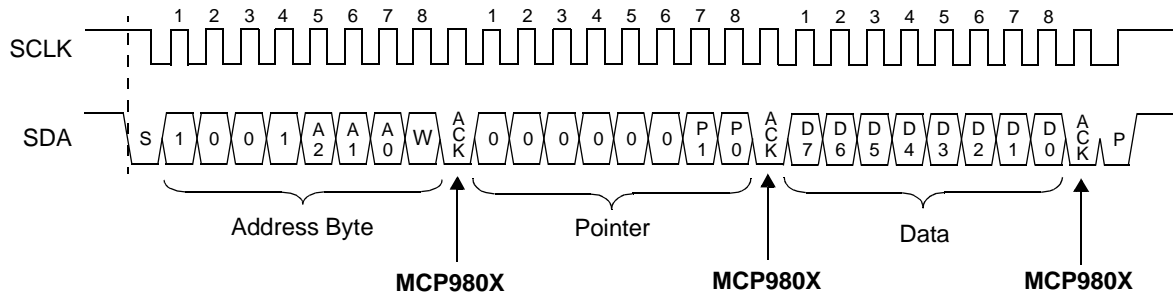 1 2 3 4 5 6 7 8 1 2 3 4 5 6 7 8 1 2 3 4 5 6 7 8
SCLK
SDA
S 1 0 0 1 A2 A1 A0 W ACK 0 0 0 0 0 0 P1 P0 ACK D7 D6 D5 D4 D3 D2 D1 D0 ACK P
Address Byte Pointer Data
MCP980X MCP980X MCP980X